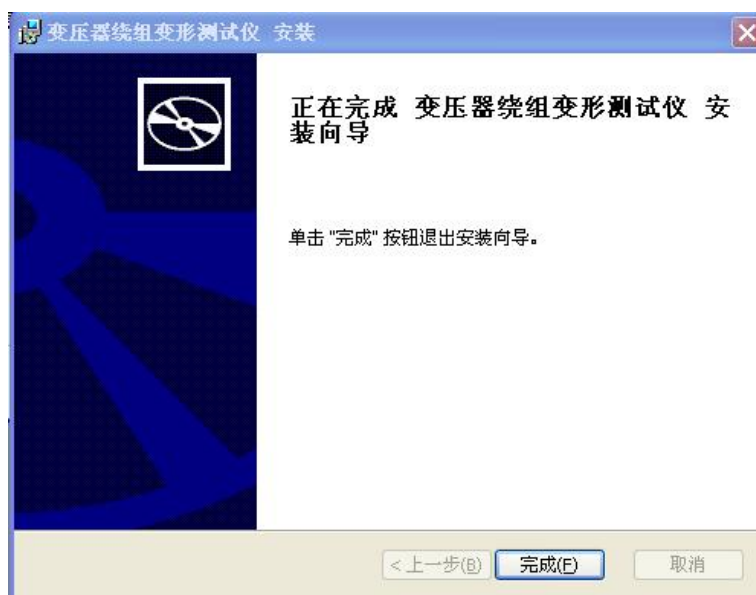 变压器绕组变形测试仪 安装
正在完成 变压器绕组变形测试仪 安
装向导
单击 "完成" 按钮退出安装向导。
< 上一步(B) 完成(F) 取消